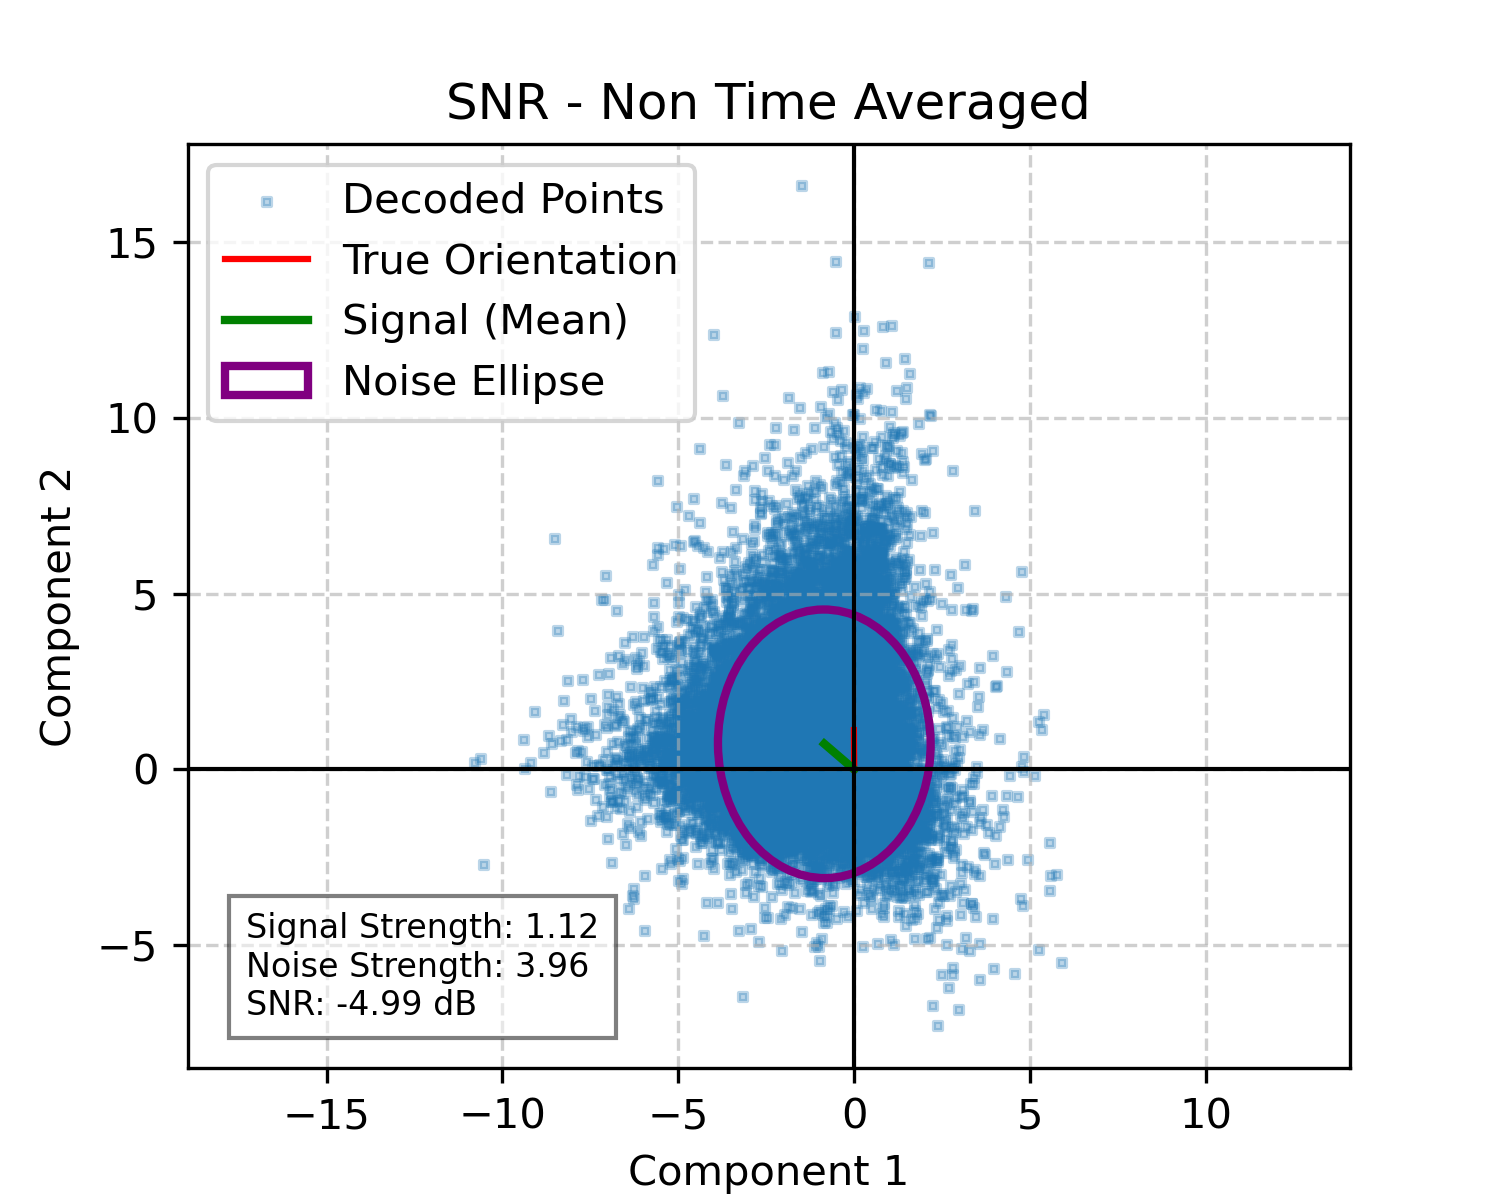 SNR - Non Time Averaged
Decoded Points
True Orientation
Signal (Mean)
Noise Ellipse
15
10
5
0
−5
Component 2
Signal Strength: 1.12
Noise Strength: 3.96
SNR: -4.99 dB
−15 −10 −5 0 5 10
Component 1